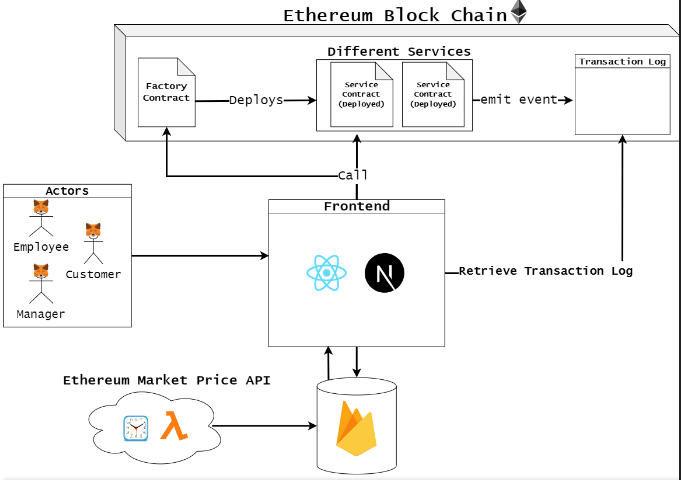 Ethereum Block Chain
Different Services
Transaction Log
Factory
Contract
Deploys
Service
Contract
(Deployed)
Service
Contract
(Deployed)
emit event
Call
Actors
Employee
Customer
Manager
Frontend
Retrieve Transaction Log
Ethereum Market Price API